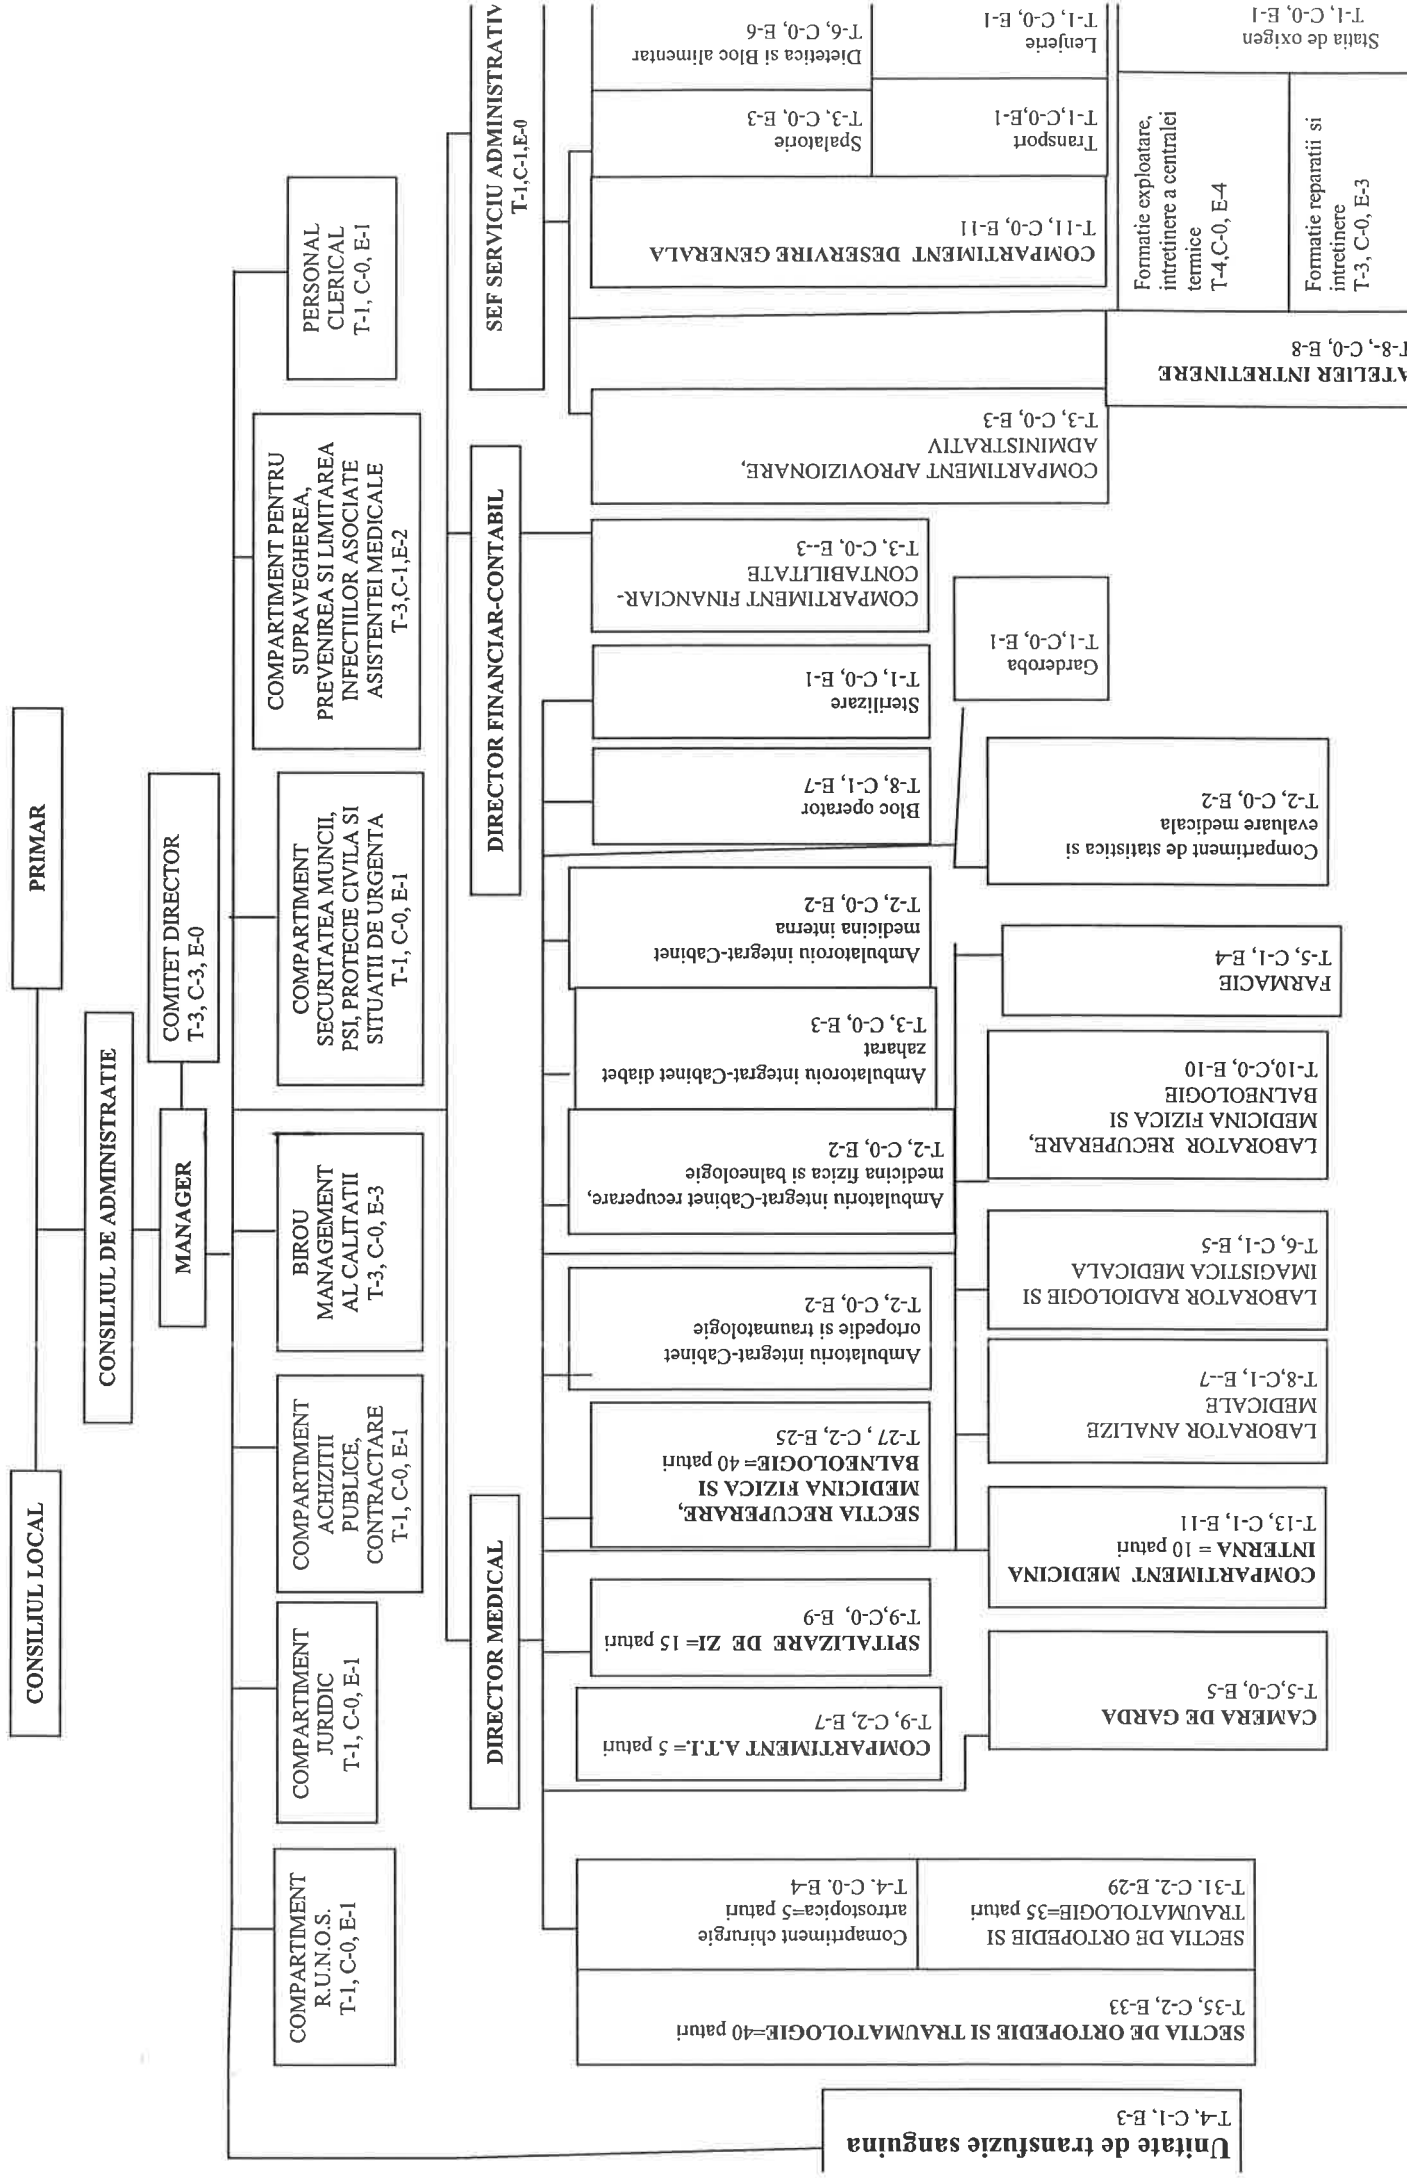 CONSILIUL LOCAL
PRIMAR
CONSILIUL DE ADMINISTRATIE
MANAGER
COMITET DIRECTOR
T-3, C-3, E-0
COMPARTIMENT
R.U.N.O.S.
T-1, C-0, E-1
COMPARTIMENT
JURIDIC
T-1, C-0, E-1
COMPARTIMENT
ACHIZITII
PUBLICE,
CONTRACTARE
T-1, C-0, E-1
BIROU
MANAGEMENT
AL CALITATII
T-3, C-0, E-3
COMPARTIMENT
SECURITATEA MUNCII,
PSI, PROTECIE CIVILA SI
SITUATII DE URGENTA
T-1, C-0, E-1
COMPARTIMENT PENTRU
SUPRAVEGHEREA,
PREVENIREA SI LIMITAREA
INFECTIILOR ASOCIATE
ASISTENTEI MEDICALE
T-3,C-1,E-2
PERSONAL
CLERICAL
T-1, C-0, E-1
DIRECTOR MEDICAL
DIRECTOR FINANCIAR-CONTABIL
SEF SERVICIU ADMINISTRATIV
T-1,C-1,E-0
Unitate de transfuzie sanguina
T-4, C-1, E-3
SECTIA DE ORTOPEDIE SI TRAUMATOLOGIE=40 paturi
T-35, C-2, E-33
SECTIA DE ORTOPEDIE SI
TRAUMATOLOGIE=35 paturi
T-31. C-2. E-29
Comapriment chirurgie
artrostopica=5 paturi
T-4. C-0. E-4
COMPARTIMENT A.T.I.= 5 paturi
T-9, C-2, E-7
CAMERA DE GARDA
T-5,C-0, E-5
SPITALIZARE DE ZI= 15 paturi
T-9,C-0, E-9
COMPARTIMENT MEDICINA
INTERNA = 10 paturi
T-13, C-1, E-11
SECTIA RECUPERARE,
MEDICINA FIZICA SI
BALNEOLOGIE= 40 paturi
T-27 , C-2, E-25
LABORATOR ANALIZE
MEDICALE
T-8,C-1, E--7
Ambulatoriu integrat-Cabinet
ortopedie si traumatologie
T-2, C-0, E-2
LABORATOR RADIOLOGIE SI
IMAGISTICA MEDICALA
T-6, C-1, E-5
Ambulatoriu integrat-Cabinet recuperare,
medicina fizica si balneologie
T-2, C-0, E-2
LABORATOR RECUPERARE,
MEDICINA FIZICA SI
BALNEOLOGIE
T-10,C-0, E-10
Ambulatoroiu integrat-Cabinet diabet
zaharat
T-3, C-0, E-3
FARMACIE
T-5, C-1, E-4
Ambulatoroiu integrat-Cabinet
medicina interna
T-2, C-0, E-2
Compartiment de statistica si
evaluare medicala
T-2, C-0, E-2
Bloc operator
T-8, C-1, E-7
Sterilizare
T-1, C-0, E-1
Garderoba
T-1,C-0, E-1
COMPARTIMENT FINANCIAR-
CONTABILITATE
T-3, C-0, E--3
COMPARTIMENT APROVIZIONARE,
ADMINISTRATIV
T-3, C-0, E-3
ATELIER INTRETINERE
T-8-, C-0, E-8
Formatie exploatare,
intretinere a centralei
termice
T-4,C-0, E-4
Formatie reparatii si
intretinere
T-3, C-0, E-3
Statia de oxigen
T-1, C-0, E-1
COMPARTIMENT DESERVIRE GENERALA
T-11, C-0, E-11
Spalatorie
T-3, C-0, E-3
Transport
T-1,C-0,E-1
Dietetica si Bloc alimentar
T-6, C-0, E-6
Lenjerie
T-1, C-0, E-1